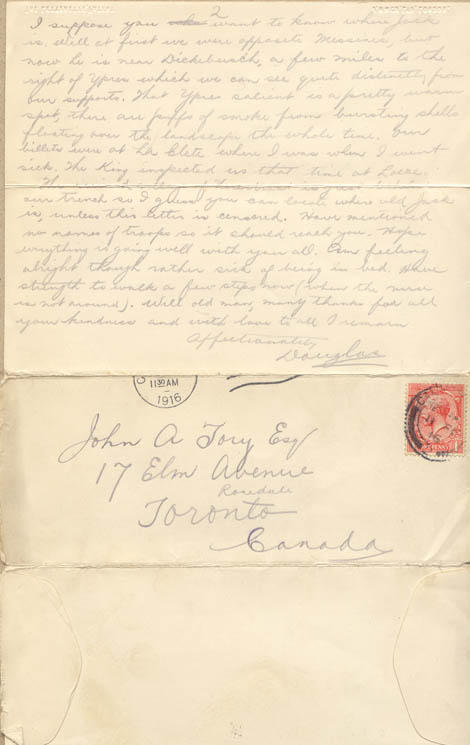 2
I suppose you want to know where Jack
is. Well at first we were opposite Messines, but
now he is near Dickebusch, a few miles to the
right of Ypres which we can see quite distinctly from
our supports. That Ypres salient is a pretty warm
spot, there are puffs of smoke from bursting shells
floating over the landscape the whole time. Our
billets were at La Clete where I was when I went
sick. The King inspected us that time at Locre.
The
our trench so I guess you can locate where old Jack
is, unless this letter is censored. Have mentioned
no names of troops so it should reach you. Hope
everything is going well with you all. Am feeling
alright though rather sick of being in bed. Have
strength to walk a few steps now (when the nurse
is not around). Well old man, many thanks for all
your kindness and with love to all I remain
Affectionately
Douglas
11 30 AM
1916
John A Tory Esq
17 Elm Avenue
Rosedale
Toronto
Canada